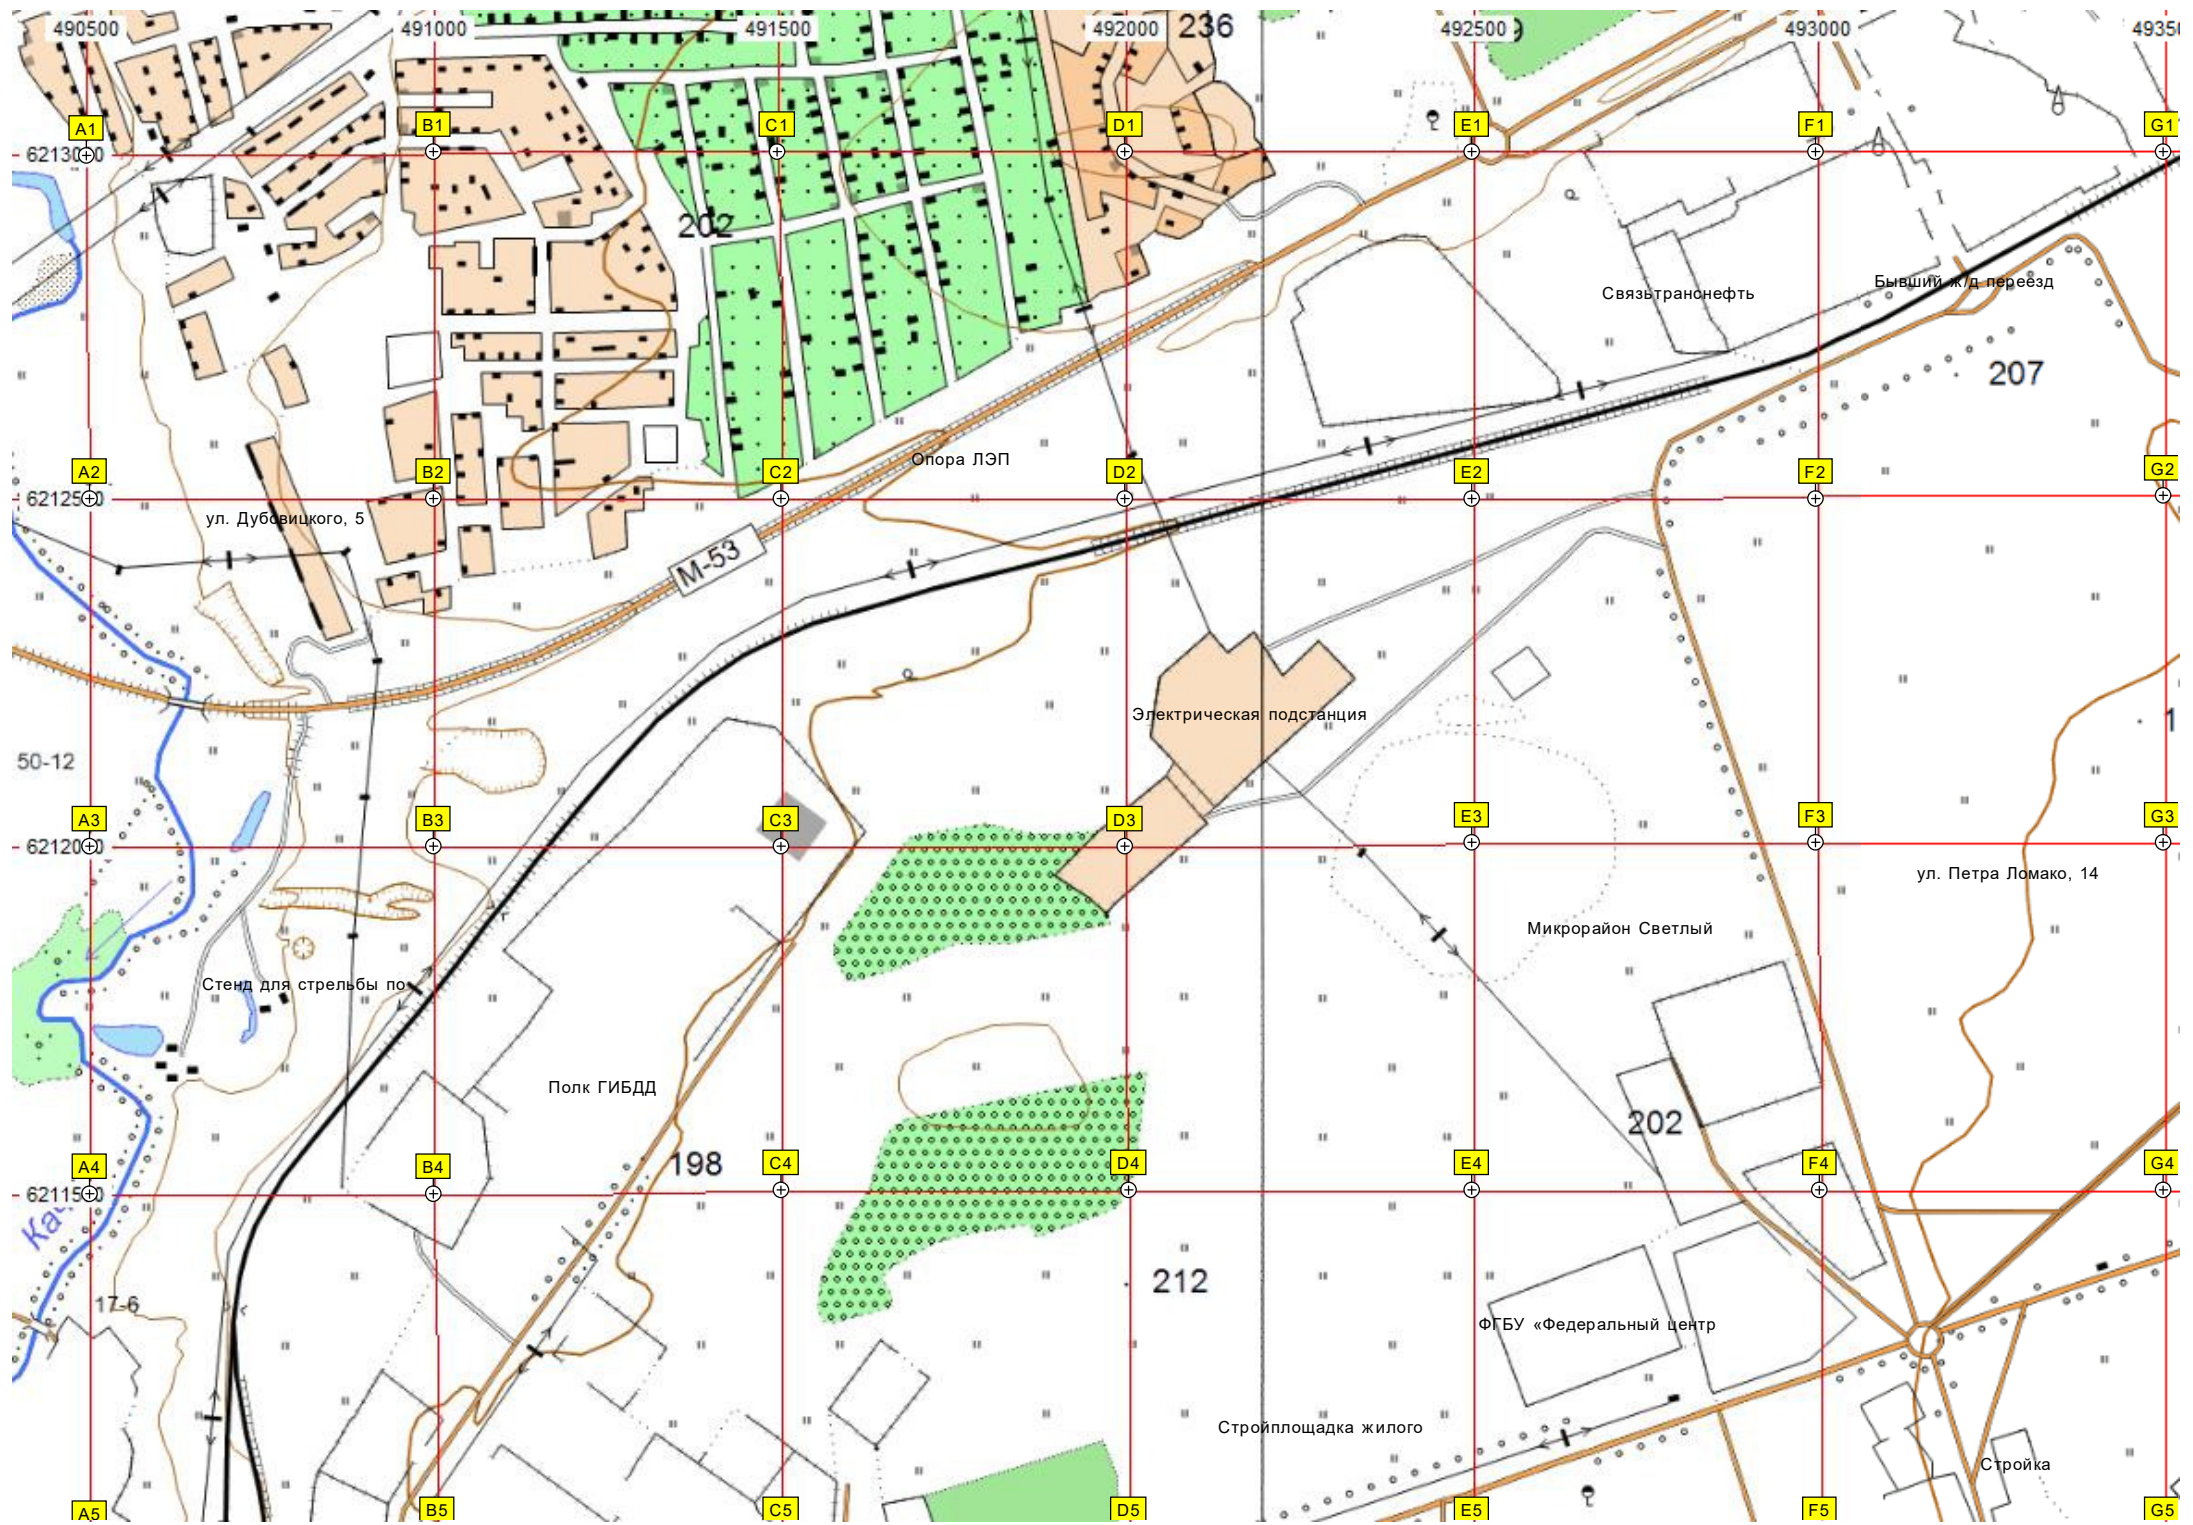 490500 491000 491500 492000 236 492500 9 493000
A1 B1 C1 D1 E1 F1 G1
202
Связьтранснефть
Бывший ж/д переезд
207
Опора ЛЭП
A2 B2 C2 D2 E2 F2 G2
ул. Дубовицкого, 5
М-53
Электрическая подстанция
50-12
A3 B3 C3 D3 E3 F3 G3
ул. Петра Ломако, 14
Микрорайон Светлый
Стенд для стрельбы по
Полк ГИБДД
202
198
A4 B4 C4 D4 E4 F4 G4
212
17-6
ФГБУ «Федеральный центр
Стройплощадка жилого
Стройка
A5 B5 C5 D5 E5 F5 G5